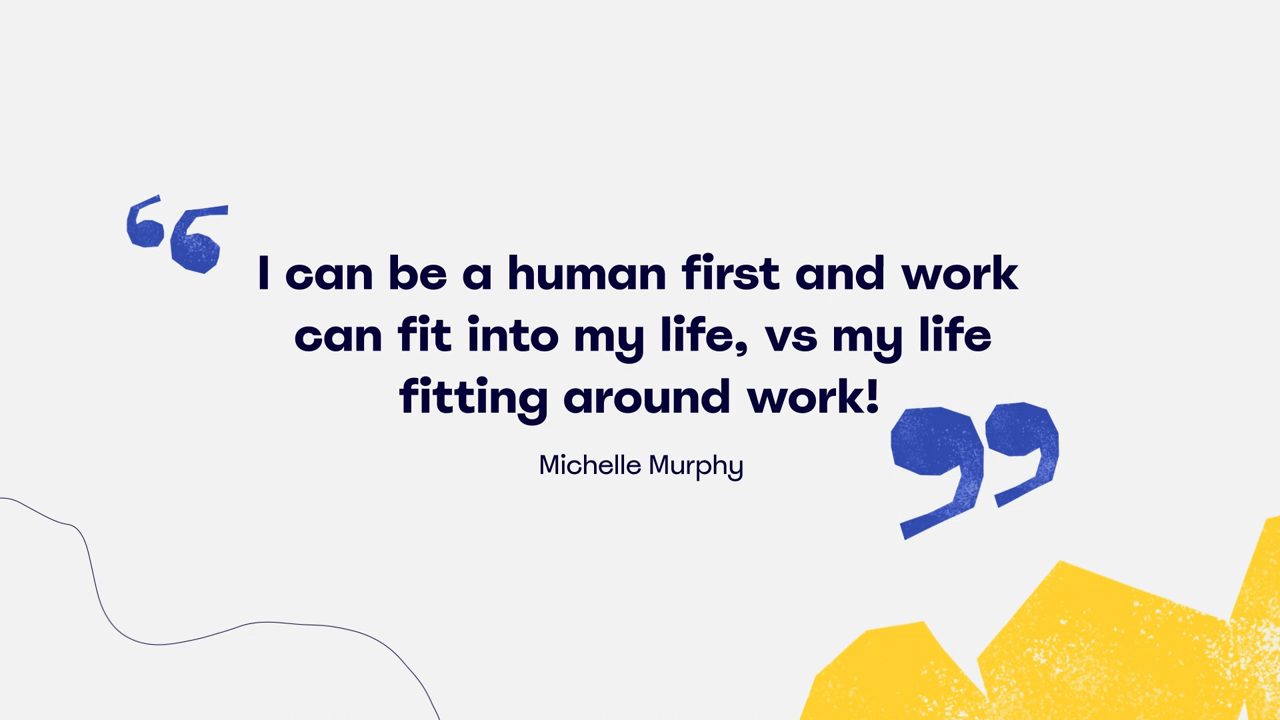 “I can be a human first and work
can fit into my life, vs my life
fitting around work!”
Michelle Murphy